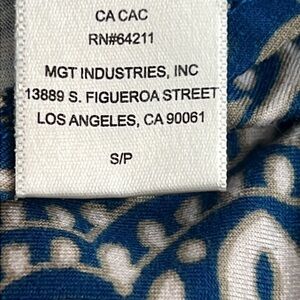 CA CAC
RN#64211
MGT INDUSTRIES, INC
13889 S. FIGUEROA STREET
LOS ANGELES, CA 90061
S/P